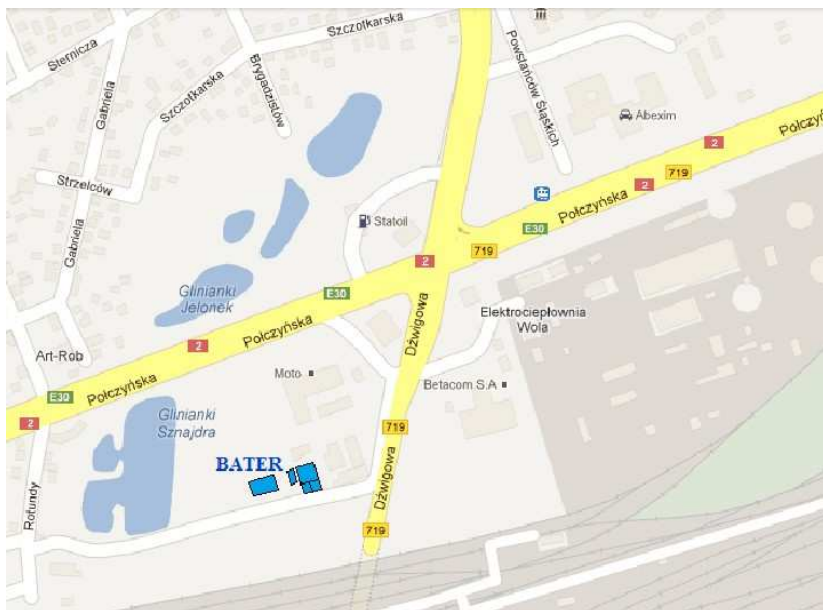 Sternicza
Szczotkarska
Gabriela
Brygadzistów
Szczotkarska
Powstańców Śląskich
Albexim
Połczyńska
2
719
2
Strzelców
Statoil
Połczyńska
E30
719
2
Gabriela
Glinianki
Jelonek
E30
Połczyńska
2
Dźwigowa
Elektrociepłownia
Wola
Art-Rob
Moto
Betacom S.A
Połczyńska
E30
2
Glinianki
Sznajdra
719
BATER
Dźwigowa
Rotundy
719